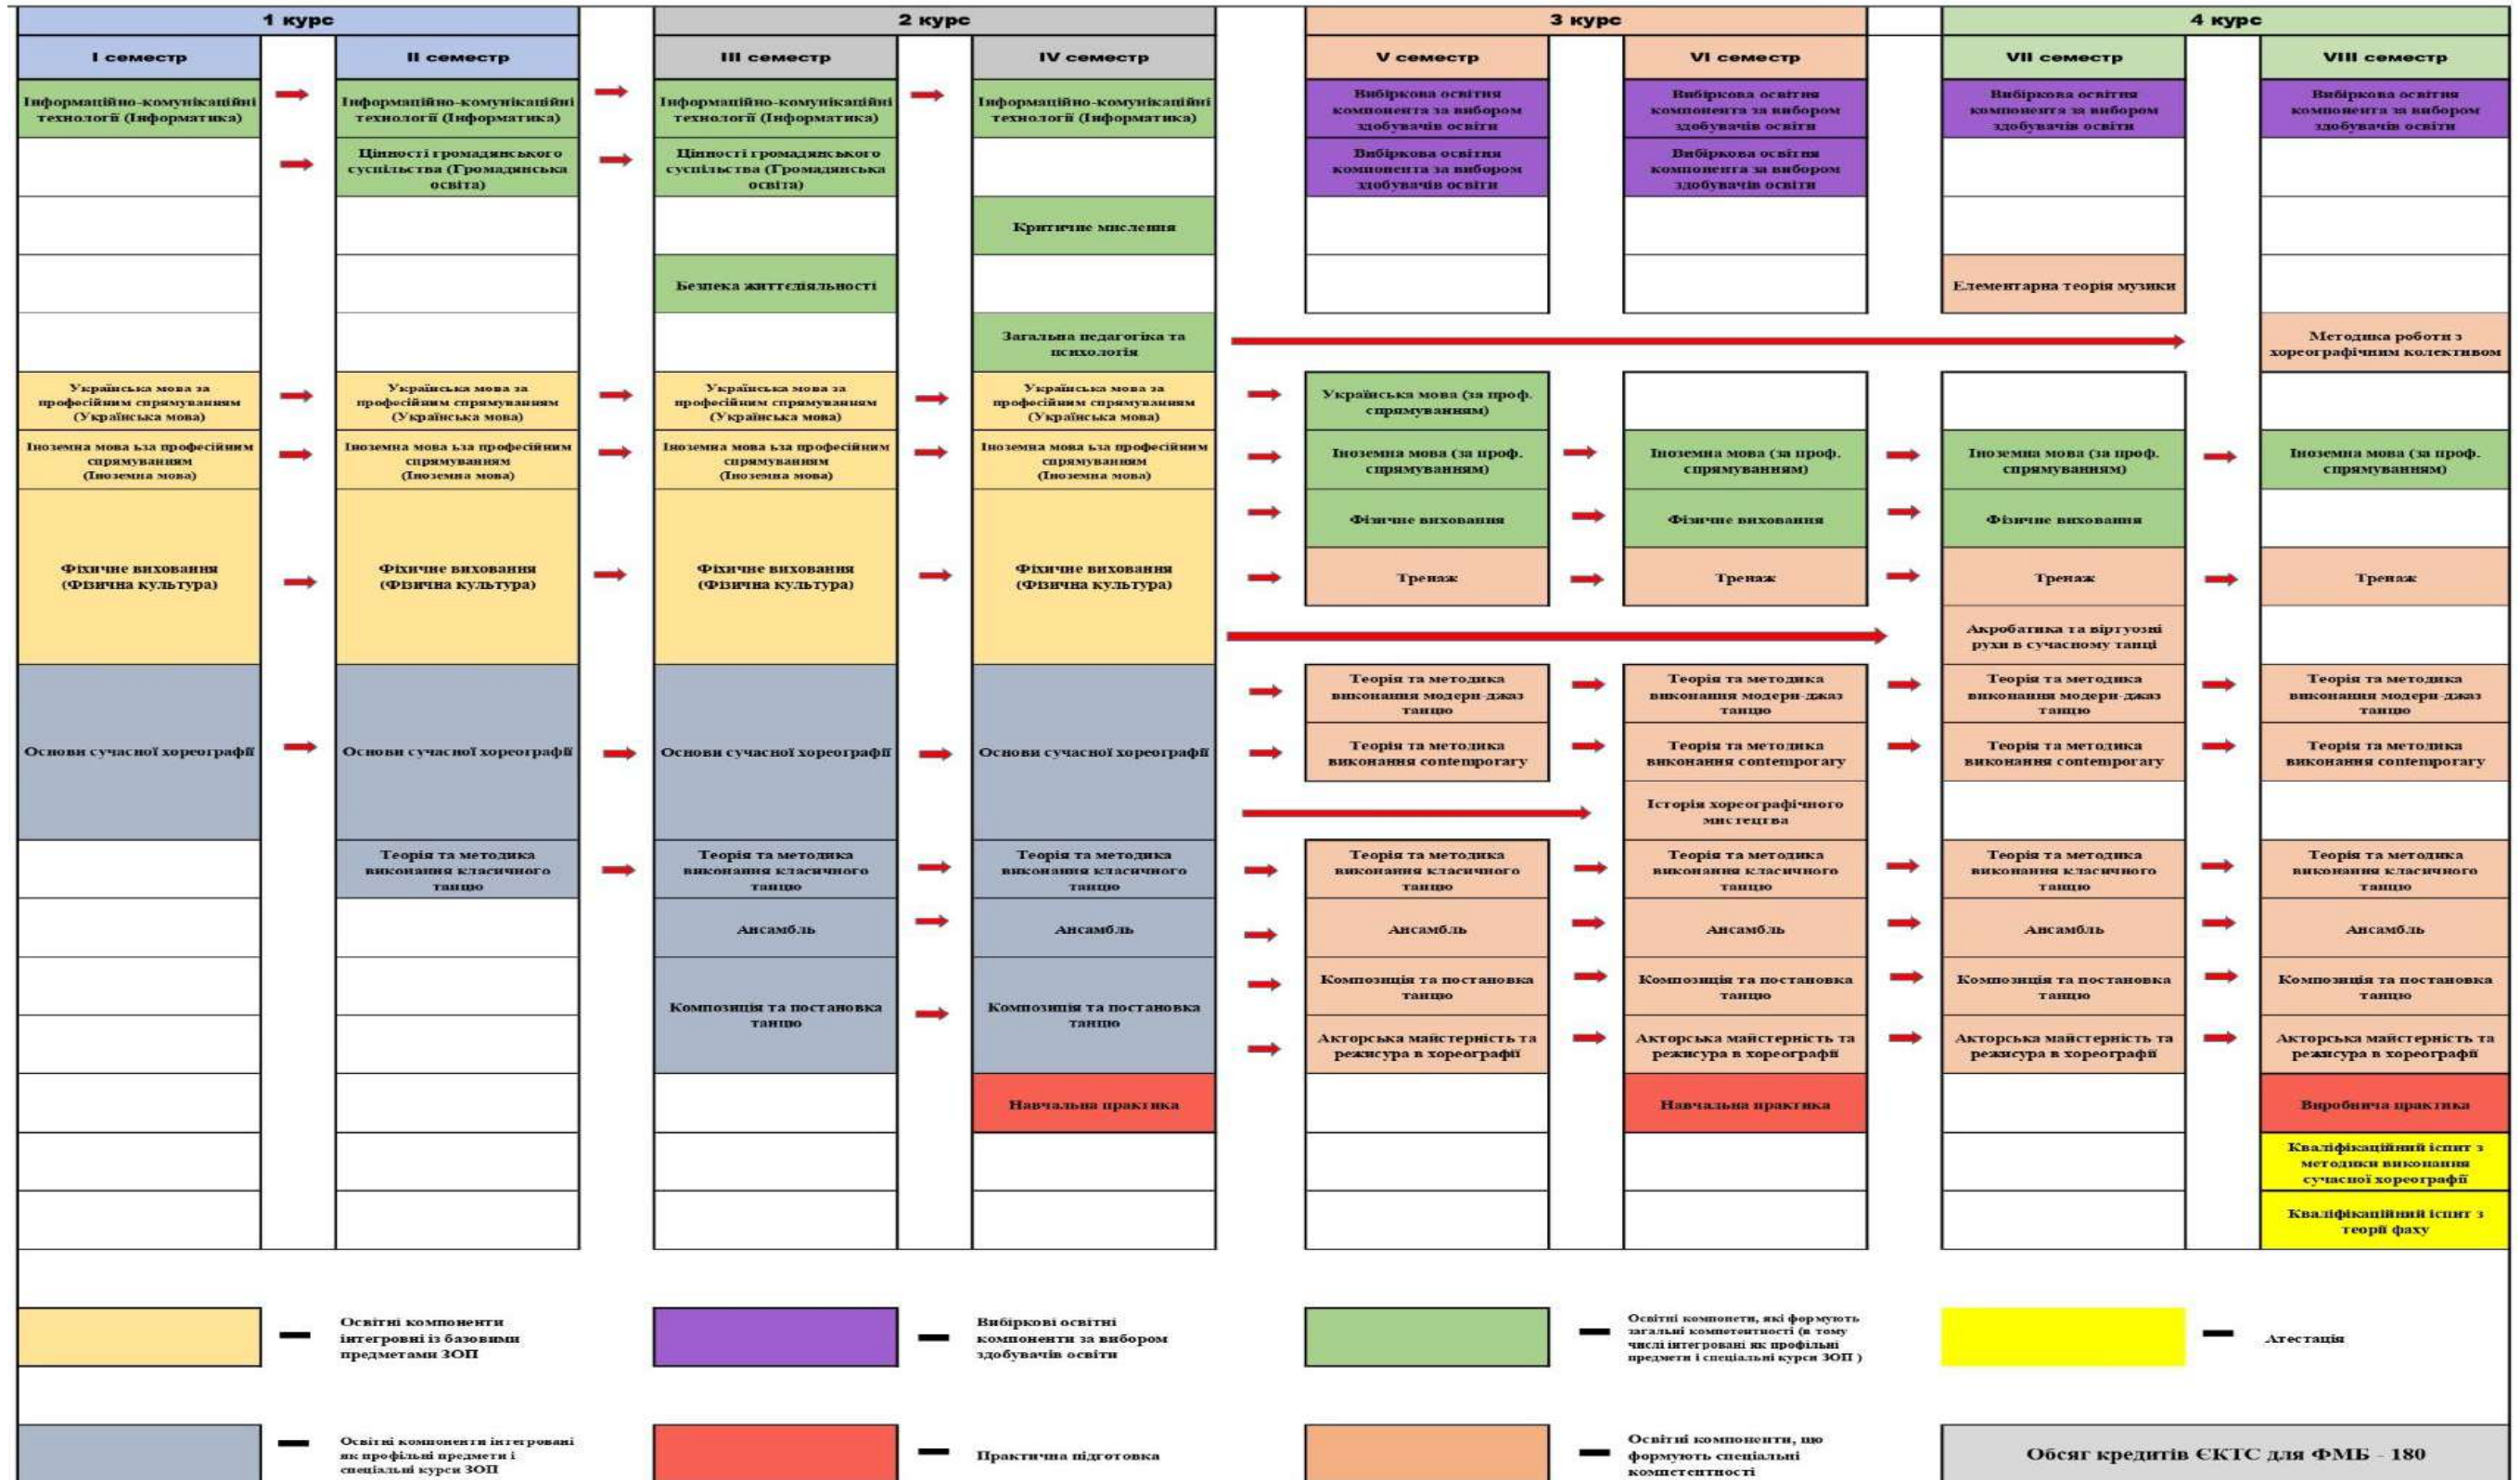 1 курс
2 курс
3 курс
4 курс
I семестр
II семестр
III семестр
IV семестр
V семестр
VI семестр
VII семестр
VIII семестр
Інформаційно-комунікаційні
технології (Інформатика)
Інформаційно-комунікаційні
технології (Інформатика)
Інформаційно-комунікаційні
технології (Інформатика)
Інформаційно-комунікаційні
технології (Інформатика)
Вибіркова освітня
компонента за вибором
здобувачів освіти
Вибіркова освітня
компонента за вибором
здобувачів освіти
Вибіркова освітня
компонента за вибором
здобувачів освіти
Вибіркова освітня
компонента за вибором
здобувачів освіти
Цінності громадянського
суспільства (Громадянська
освіта)
Цінності громадянського
суспільства (Громадянська
освіта)
Вибіркова освітня
компонента за вибором
здобувачів освіти
Вибіркова освітня
компонента за вибором
здобувачів освіти
Критичне мислення
Безпека життєдіяльності
Елементарна теорія музики
Загальна педагогіка та
психологія
Методика роботи з
хореографічним колективом
Українська мова за
професійним спрямуванням
(Українська мова)
Українська мова за
професійним спрямуванням
(Українська мова)
Українська мова за
професійним спрямуванням
(Українська мова)
Українська мова за
професійним спрямуванням
(Українська мова)
Українська мова (за проф.
спрямуванням)
Іноземна мова ьза професійним
спрямуванням
(Іноземна мова)
Іноземна мова ьза професійним
спрямуванням
(Іноземна мова)
Іноземна мова ьза професійним
спрямуванням
(Іноземна мова)
Іноземна мова ьза професійним
спрямуванням
(Іноземна мова)
Іноземна мова (за проф.
спрямуванням)
Іноземна мова (за проф.
спрямуванням)
Іноземна мова (за проф.
спрямуванням)
Іноземна мова (за проф.
спрямуванням)
Фізичне виховання
Фізичне виховання
Фізичне виховання
Фіхичне виховання
(Фізична культура)
Фіхичне виховання
(Фізична культура)
Фіхичне виховання
(Фізична культура)
Фіхичне виховання
(Фізична культура)
Тренаж
Тренаж
Тренаж
Тренаж
Акробатика та віртуозні
рухи в сучасному танці
Теорія та методика
виконання модерн-джаз
танцю
Теорія та методика
виконання модерн-джаз
танцю
Теорія та методика
виконання модерн-джаз
танцю
Теорія та методика
виконання модерн-джаз
танцю
Основи сучасної хореографії
Основи сучасної хореографії
Основи сучасної хореографії
Основи сучасної хореографії
Теорія та методика
виконання contemporary
Теорія та методика
виконання contemporary
Теорія та методика
виконання contemporary
Теорія та методика
виконання contemporary
Історія хореографічного
мистецтва
Теорія та методика
виконання класичного
танцю
Теорія та методика
виконання класичного
танцю
Теорія та методика
виконання класичного
танцю
Теорія та методика
виконання класичного
танцю
Теорія та методика
виконання класичного
танцю
Теорія та методика
виконання класичного
танцю
Теорія та методика
виконання класичного
танцю
Ансамбль
Ансамбль
Ансамбль
Ансамбль
Ансамбль
Ансамбль
Композиція та постановка
танцю
Композиція та постановка
танцю
Композиція та постановка
танцю
Композиція та постановка
танцю
Композиція та постановка
танцю
Композиція та постановка
танцю
Акторська майстерність та
режисура в хореографії
Акторська майстерність та
режисура в хореографії
Акторська майстерність та
режисура в хореографії
Акторська майстерність та
режисура в хореографії
Навчальна практика
Навчальна практика
Виробнича практика
Кваліфікаційний іспит з
методики виконання
сучасної хореографії
Кваліфікаційний іспит з
теорії фаху
Освітні компоненти
інтегровні із базовими
предметами ЗОП
Вибіркові освітні
компоненти за вибором
здобувачів освіти
Освітні компонети, які формують
загальні компетентності (в тому
числі інтегровані як профільні
предмети і спеціальні курси ЗОП )
Атестація
Освітні компоненти інтегровані
як профільні предмети і
спеціальні курси ЗОП
Практична підготовка
Освітні компоненти, що
формують спеціальні
компетентності
Обсяг кредитів ЄКТС для ФМБ - 180